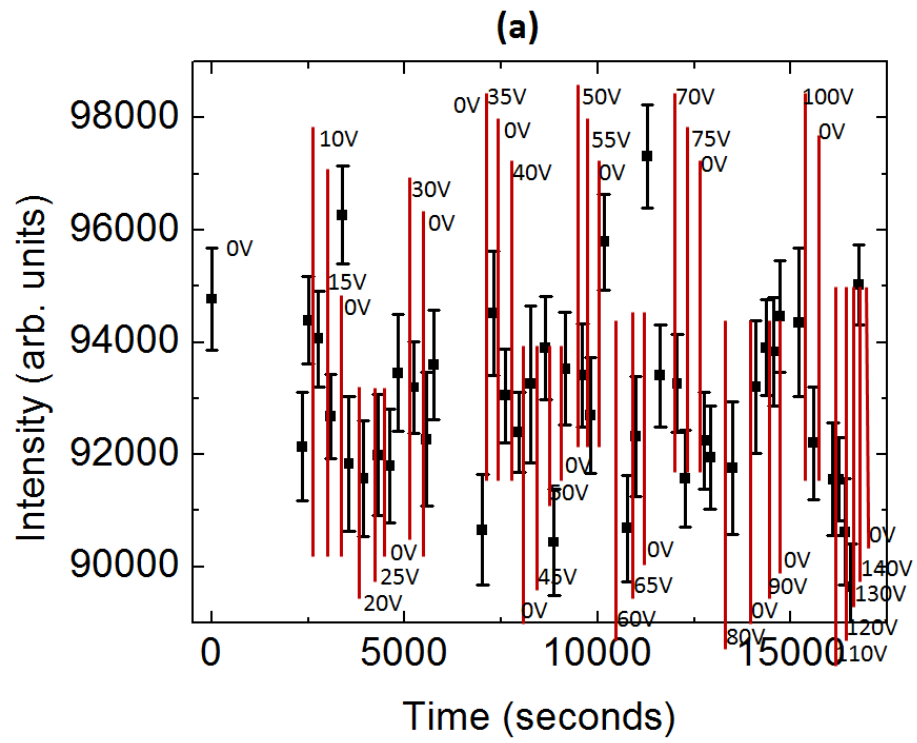 (a)
Intensity (arb. units)
98000
96000
94000
92000
90000
0V
10V
15V
0V
20V
25V
0V
30V
0V
0V
35V
0V
40V
0V
45V
50V
0V
50V
55V
0V
60V
65V
0V
70V
75V
0V
80V
0V
90V
0V
100V
0V
110V
120V
130V
140V
0V
0
5000
10000
15000
Time (seconds)